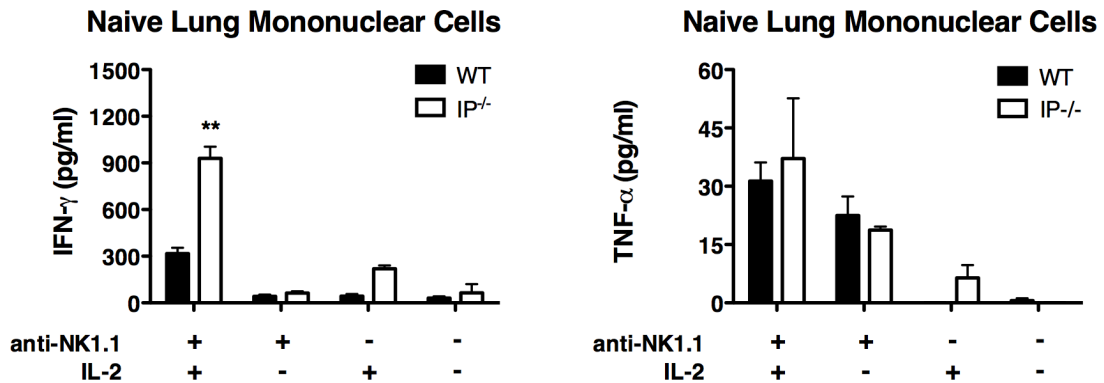 Naive Lung Mononuclear Cells
IFN-γ (pg/ml)
1500
1200
900
600
300
0
WT
IP-/-
**
anti-NK1.1 + + - -
IL-2 + - + -
Naive Lung Mononuclear Cells
TNF-α (pg/ml)
60
45
30
15
0
WT
IP-/-
anti-NK1.1 + + - -
IL-2 + - + -